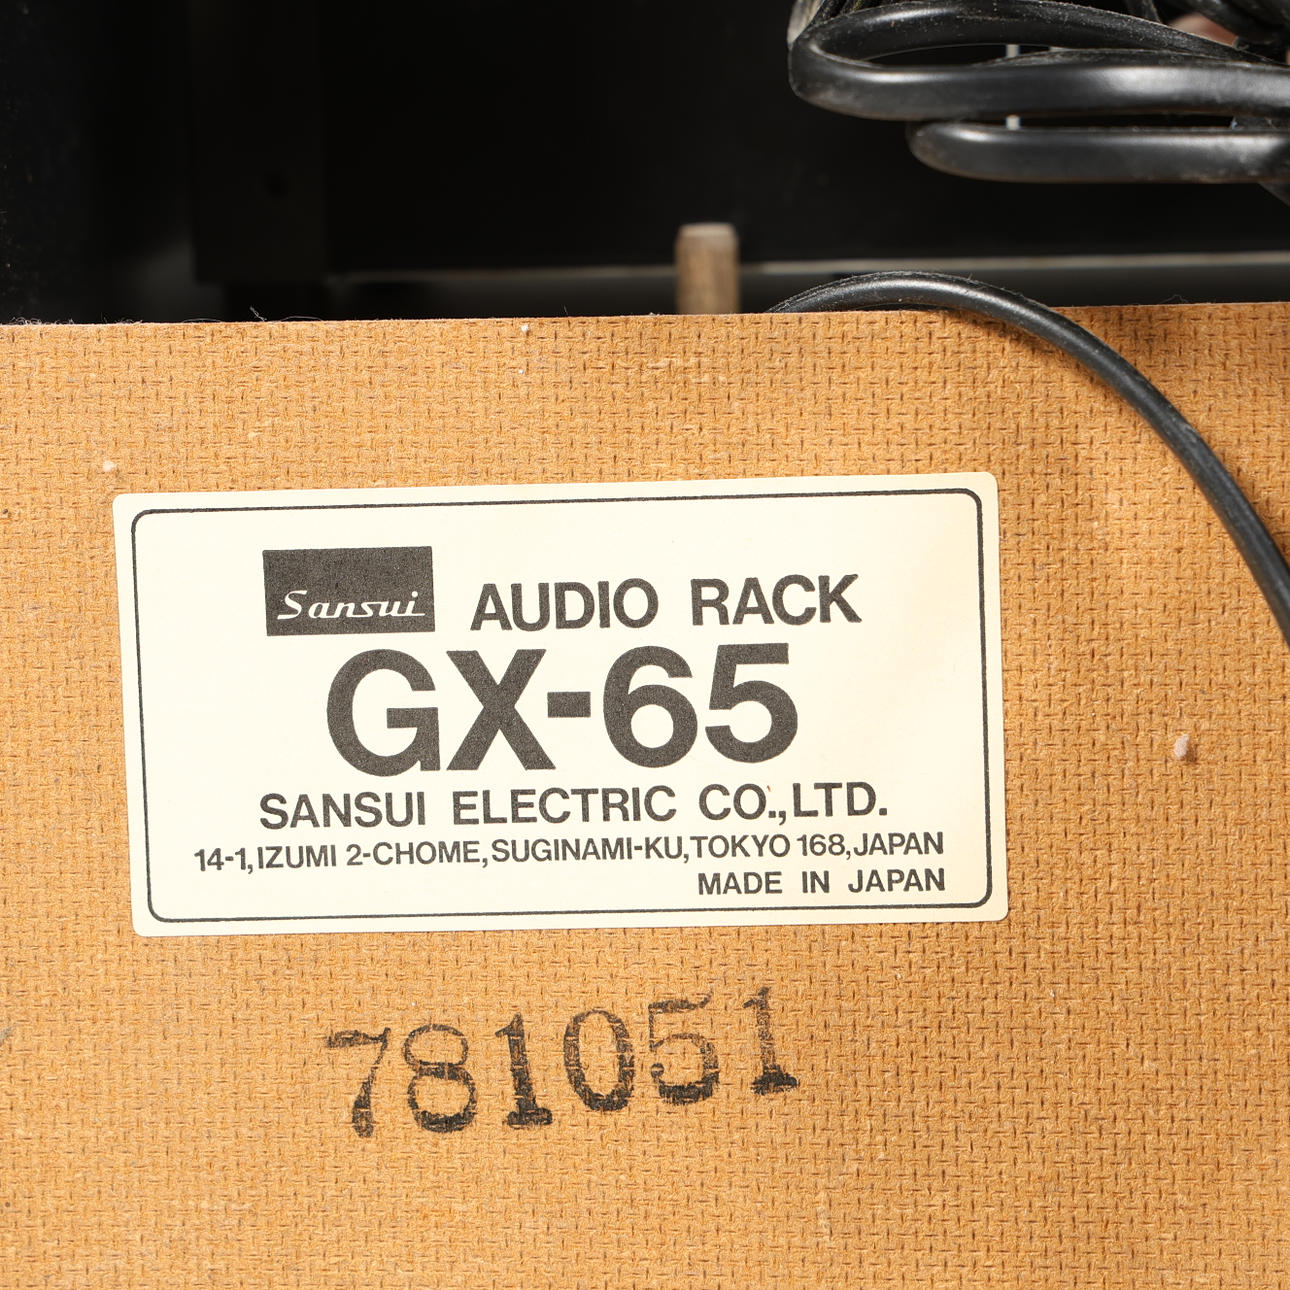 Sansui AUDIO RACK
GX-65
SANSUI ELECTRIC CO.,LTD.
14-1, IZUMI 2-CHOME, SUGINAMI-KU, TOKYO 168, JAPAN
MADE IN JAPAN
781051